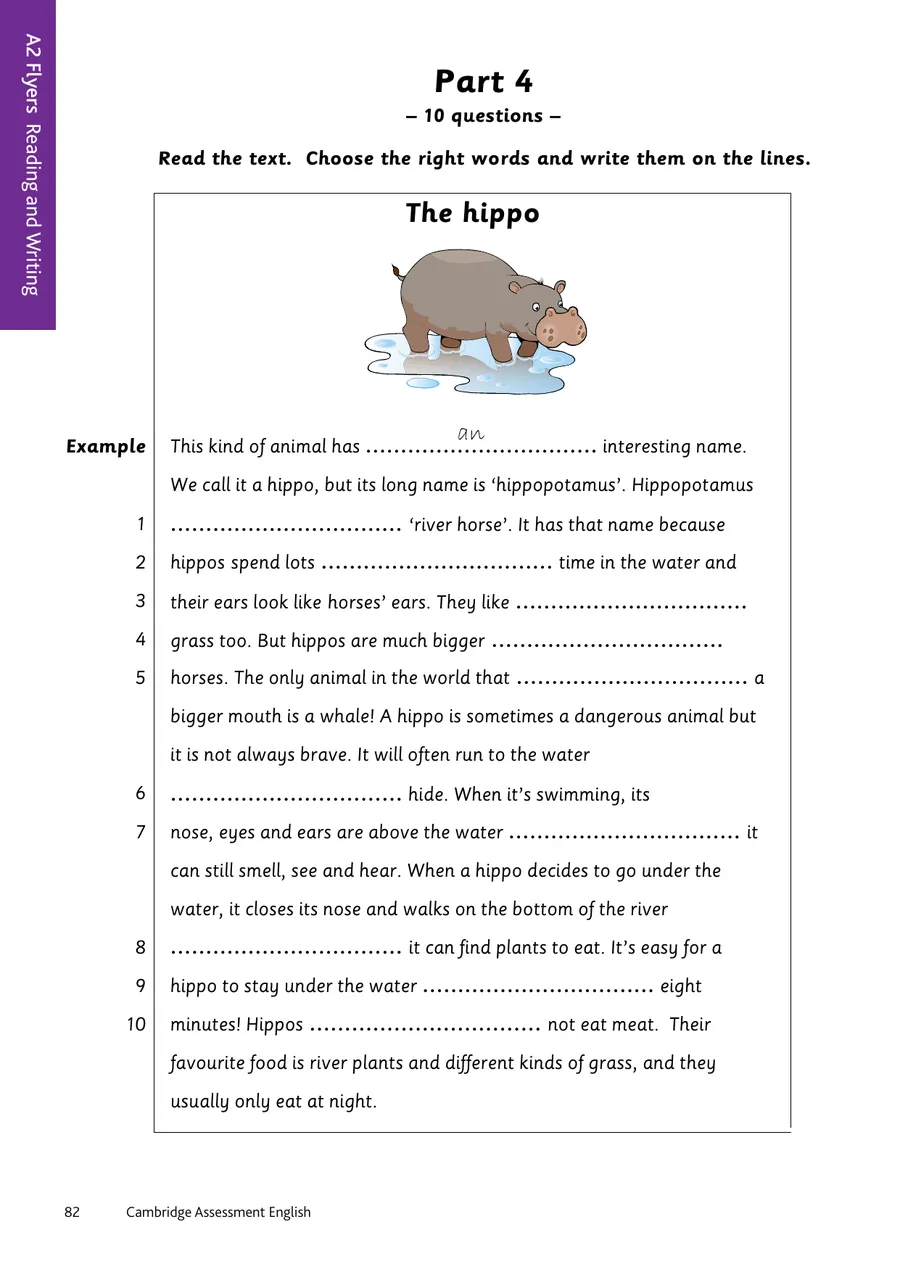 A2 Flyers Reading and Writing
Part 4
– 10 questions –
Read the text. Choose the right words and write them on the lines.
The hippo
Example This kind of animal has ................................. an interesting name.
We call it a hippo, but its long name is ‘hippopotamus’. Hippopotamus
1 ................................. ‘river horse’. It has that name because
2 hippos spend lots ................................. time in the water and
3 their ears look like horses’ ears. They like .................................
4 grass too. But hippos are much bigger .................................
5 horses. The only animal in the world that ................................. a
bigger mouth is a whale! A hippo is sometimes a dangerous animal but
it is not always brave. It will often run to the water
6 ................................. hide. When it’s swimming, its
7 nose, eyes and ears are above the water ................................. it
can still smell, see and hear. When a hippo decides to go under the
water, it closes its nose and walks on the bottom of the river
8 ................................. it can find plants to eat. It’s easy for a
9 hippo to stay under the water ................................. eight
10 minutes! Hippos ................................. not eat meat. Their
favourite food is river plants and different kinds of grass, and they
usually only eat at night.
82 Cambridge Assessment English